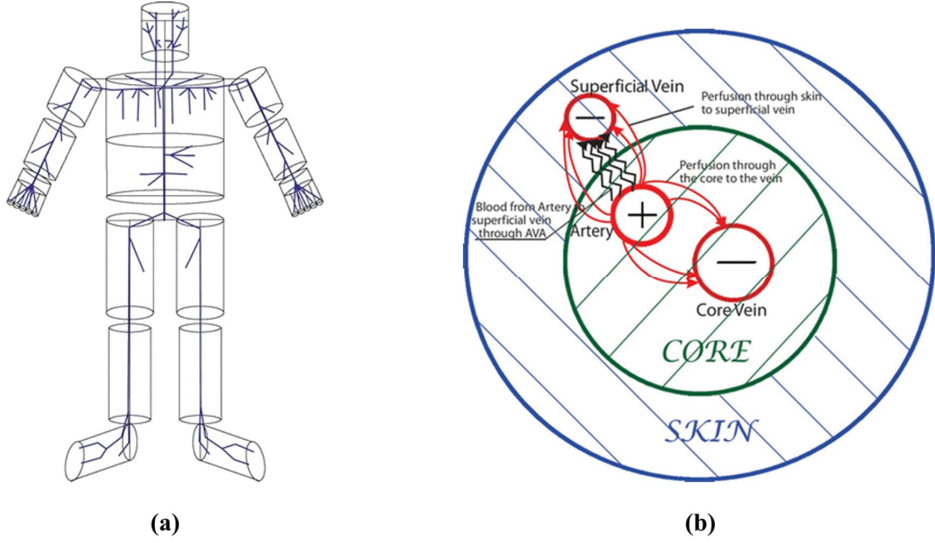 Superficial Vein
Perfusion through skin
to superficial vein
Perfusion through
the core to the vein
Blood from Artery to
superficial vein
through AVA
Artery
Core Vein
CORE
SKIN
(a)
(b)